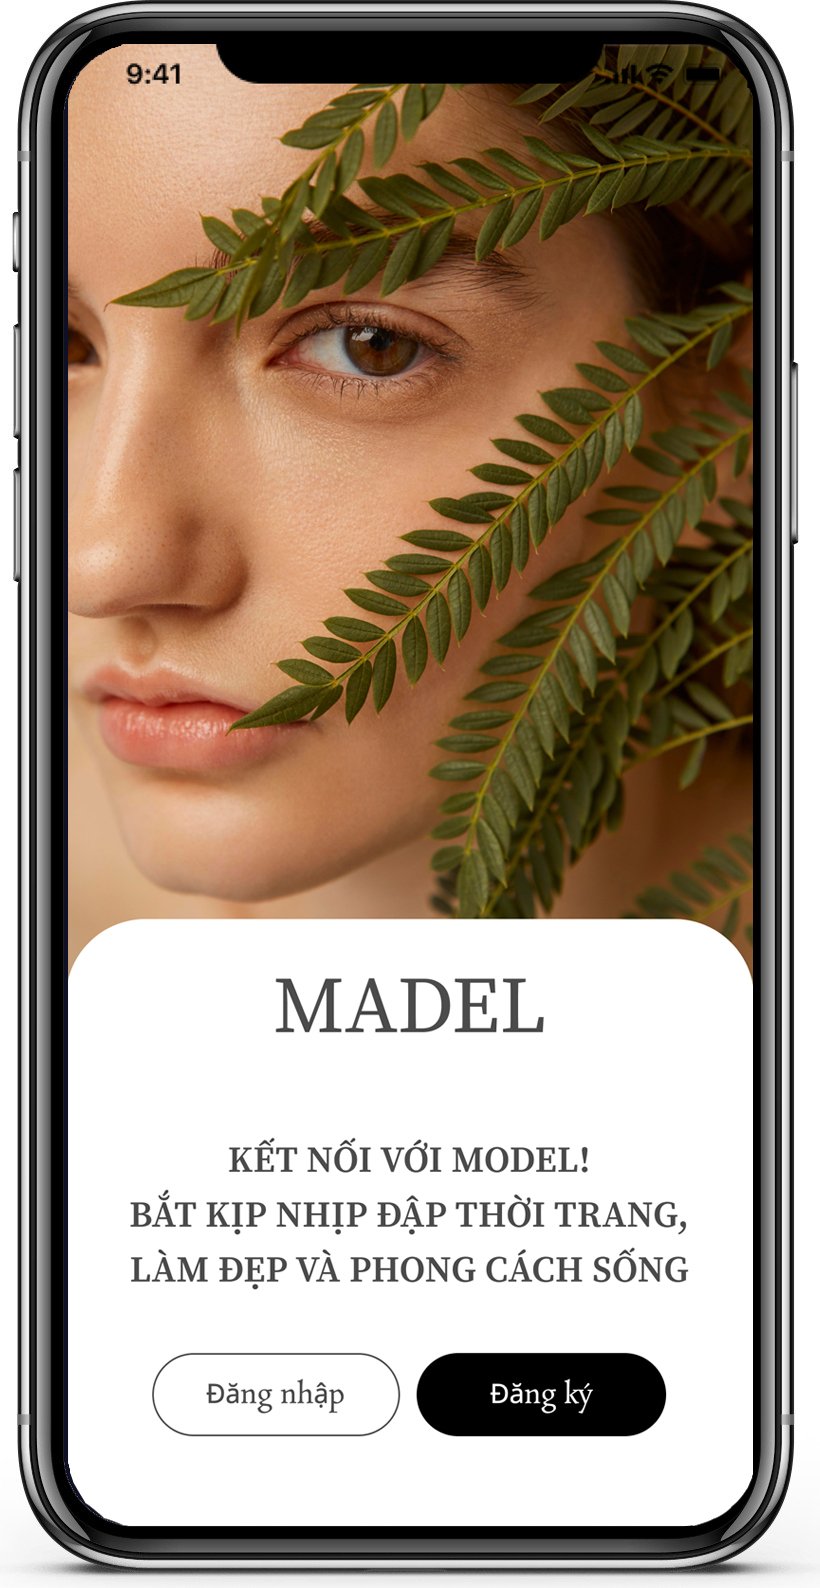 9:41
MADEL
KẾT NỐI VỚI MODEL!
BẮT KỊP NHỊP ĐẬP THỜI TRANG,
LÀM ĐẸP VÀ PHONG CÁCH SỐNG
Đăng nhập
Đăng ký